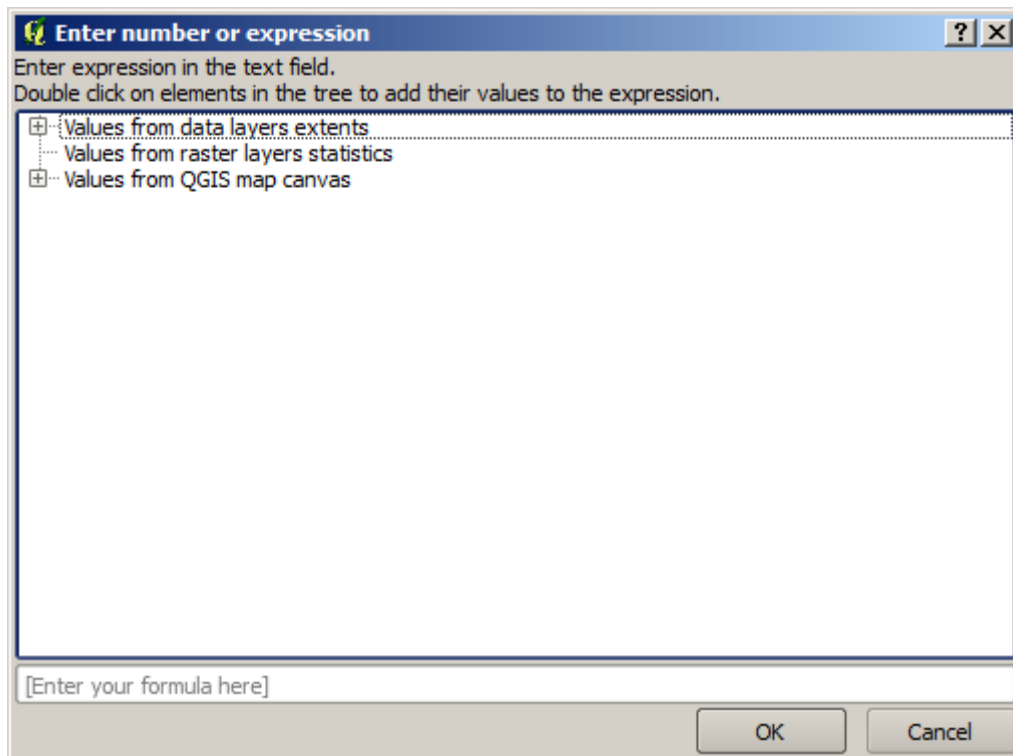 Enter number or expression
Enter expression in the text field.
Double click on elements in the tree to add their values to the expression.
Values from data layers extents
Values from raster layers statistics
Values from QGIS map canvas
[Enter your formula here]
OK Cancel